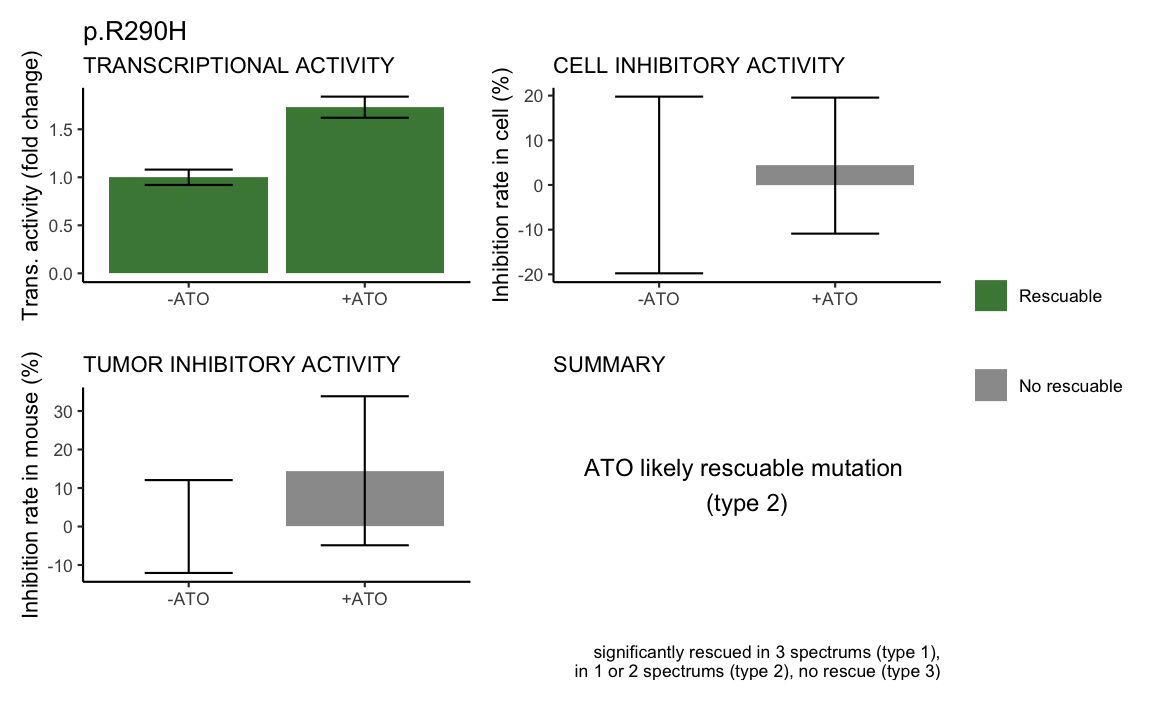 p.R290H
TRANSCRIPTIONAL ACTIVITY
Trans. activity (fold change)
1.5
1.0
0.5
0.0
-ATO
+ATO
CELL INHIBITORY ACTIVITY
Inhibition rate in cell (%)
20
10
0
-10
-20
-ATO
+ATO
Rescuable
No rescuable
TUMOR INHIBITORY ACTIVITY
Inhibition rate in mouse (%)
30
20
10
0
-10
-ATO
+ATO
SUMMARY
ATO likely rescuable mutation
(type 2)
significantly rescued in 3 spectrums (type 1),
in 1 or 2 spectrums (type 2), no rescue (type 3)